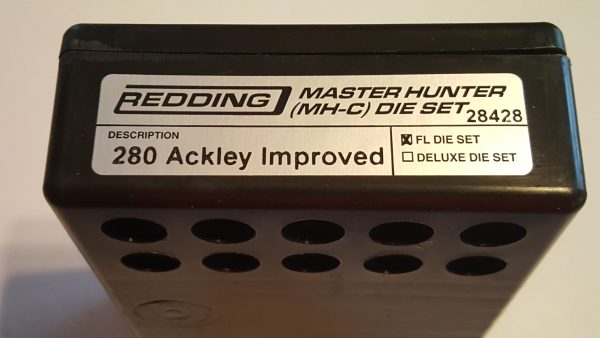 REDDING MASTER HUNTER
(MH-C) DIE SET 28428
DESCRIPTION
280 Ackley Improved
FL DIE SET
DELUXE DIE SET